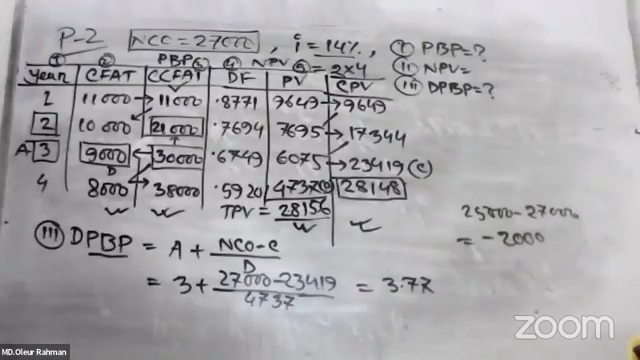 P-2 NCO = 27000, i = 14%, (I) PBP = ?
(II) NPV =
(III) DPBP = ?
(1) (2) PBP(3) (4) NPV (5) = 2×4
year CFAT CCFAT DF PV CPV
1 11000 → 11000 .8771 9649 → 9649
2 10000 21000 .7694 7695 → 17344
A 3 9000 30000 .6749 6075 → 23419 (C)
D
4 8000 → 38000 .5920 4737 28148
TPV = 28156
25000 - 27000
= -2000
(III) DPBP = A + NCO-C / D
= 3 + 27000-23419 / 4737 = 3.77
MD.Oleur Rahman
zoom